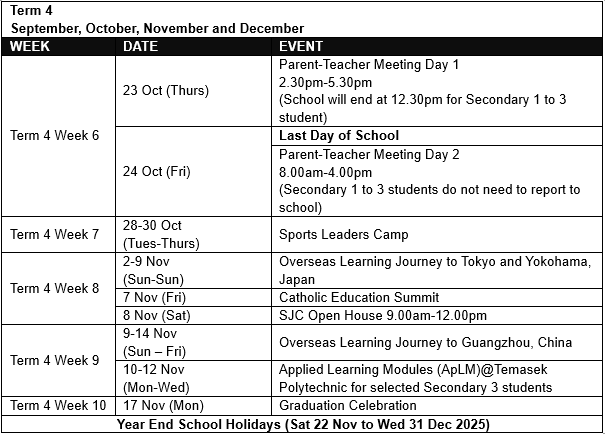 Term 4
September, October, November and December
WEEK DATE EVENT
Term 4 Week 6
23 Oct (Thurs)
Parent-Teacher Meeting Day 1
2.30pm-5.30pm
(School will end at 12.30pm for Secondary 1 to 3
student)
24 Oct (Fri)
Last Day of School
Parent-Teacher Meeting Day 2
8.00am-4.00pm
(Secondary 1 to 3 students do not need to report to
school)
Term 4 Week 7
28-30 Oct
(Tues-Thurs)
Sports Leaders Camp
Term 4 Week 8
2-9 Nov
(Sun-Sun)
Overseas Learning Journey to Tokyo and Yokohama,
Japan
7 Nov (Fri)
Catholic Education Summit
8 Nov (Sat)
SJC Open House 9.00am-12.00pm
Term 4 Week 9
9-14 Nov
(Sun – Fri)
Overseas Learning Journey to Guangzhou, China
10-12 Nov
(Mon-Wed)
Applied Learning Modules (ApLM)@Temasek
Polytechnic for selected Secondary 3 students
Term 4 Week 10
17 Nov (Mon)
Graduation Celebration
Year End School Holidays (Sat 22 Nov to Wed 31 Dec 2025)